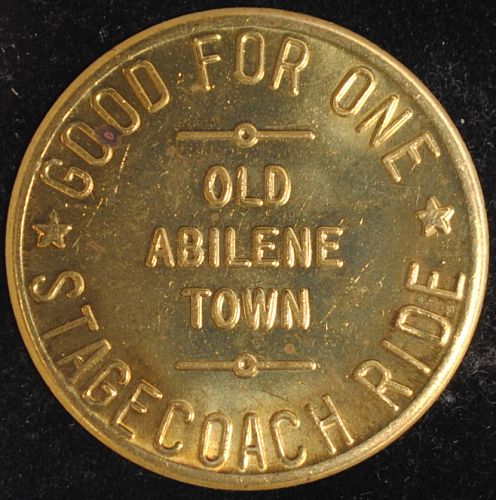 GOOD FOR ONE
OLD
ABILENE
TOWN
STAGECOACH RIDE